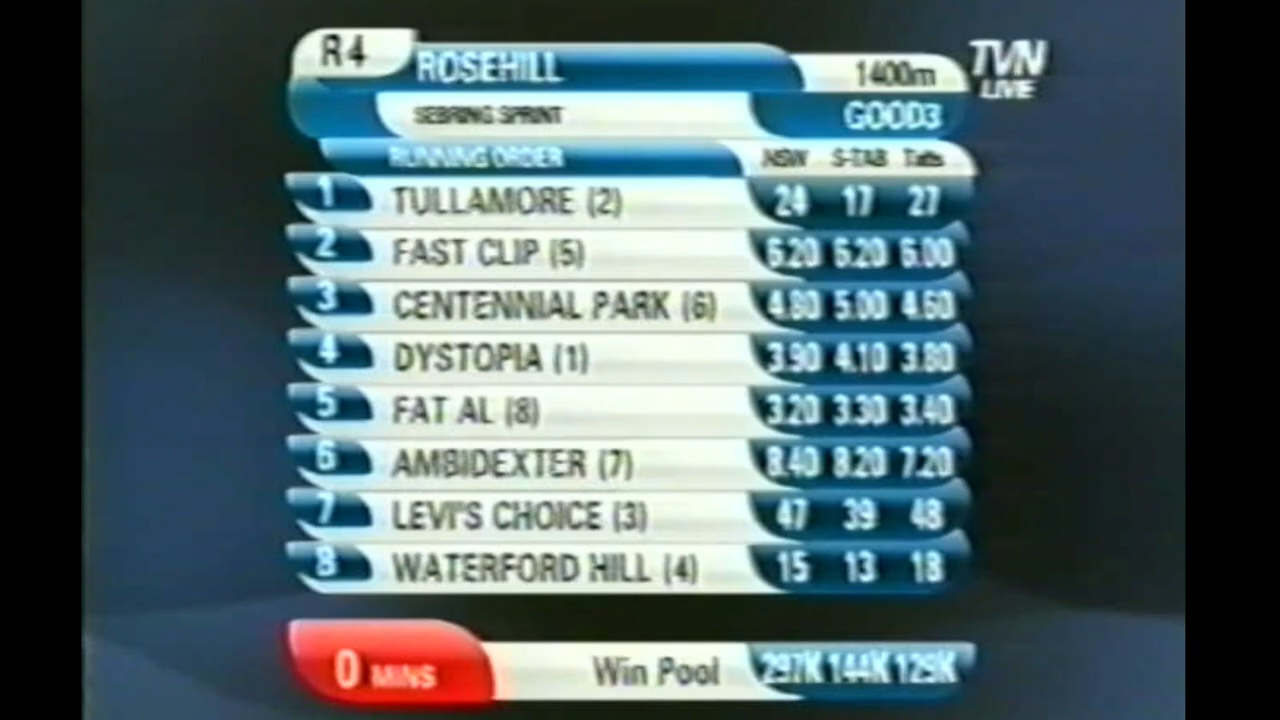 R4 ROSEHILL 1400m TVN
LIVE
SEBRING SPRINT GOOD3
RUNNING ORDER NSW S-TAB Tatts
1 TULLAMORE (2) 24 17 27
2 FAST CLIP (5) 6.20 6.20 6.00
3 CENTENNIAL PARK (6) 4.80 5.00 4.60
4 DYSTOPIA (1) 3.90 4.10 3.80
5 FAT AL (8) 3.20 3.30 3.40
6 AMBIDEXTER (7) 8.40 8.20 7.20
7 LEVI'S CHOICE (3) 47 39 48
8 WATERFORD HILL (4) 15 13 18
0 MINS Win Pool 297K 144K 129K